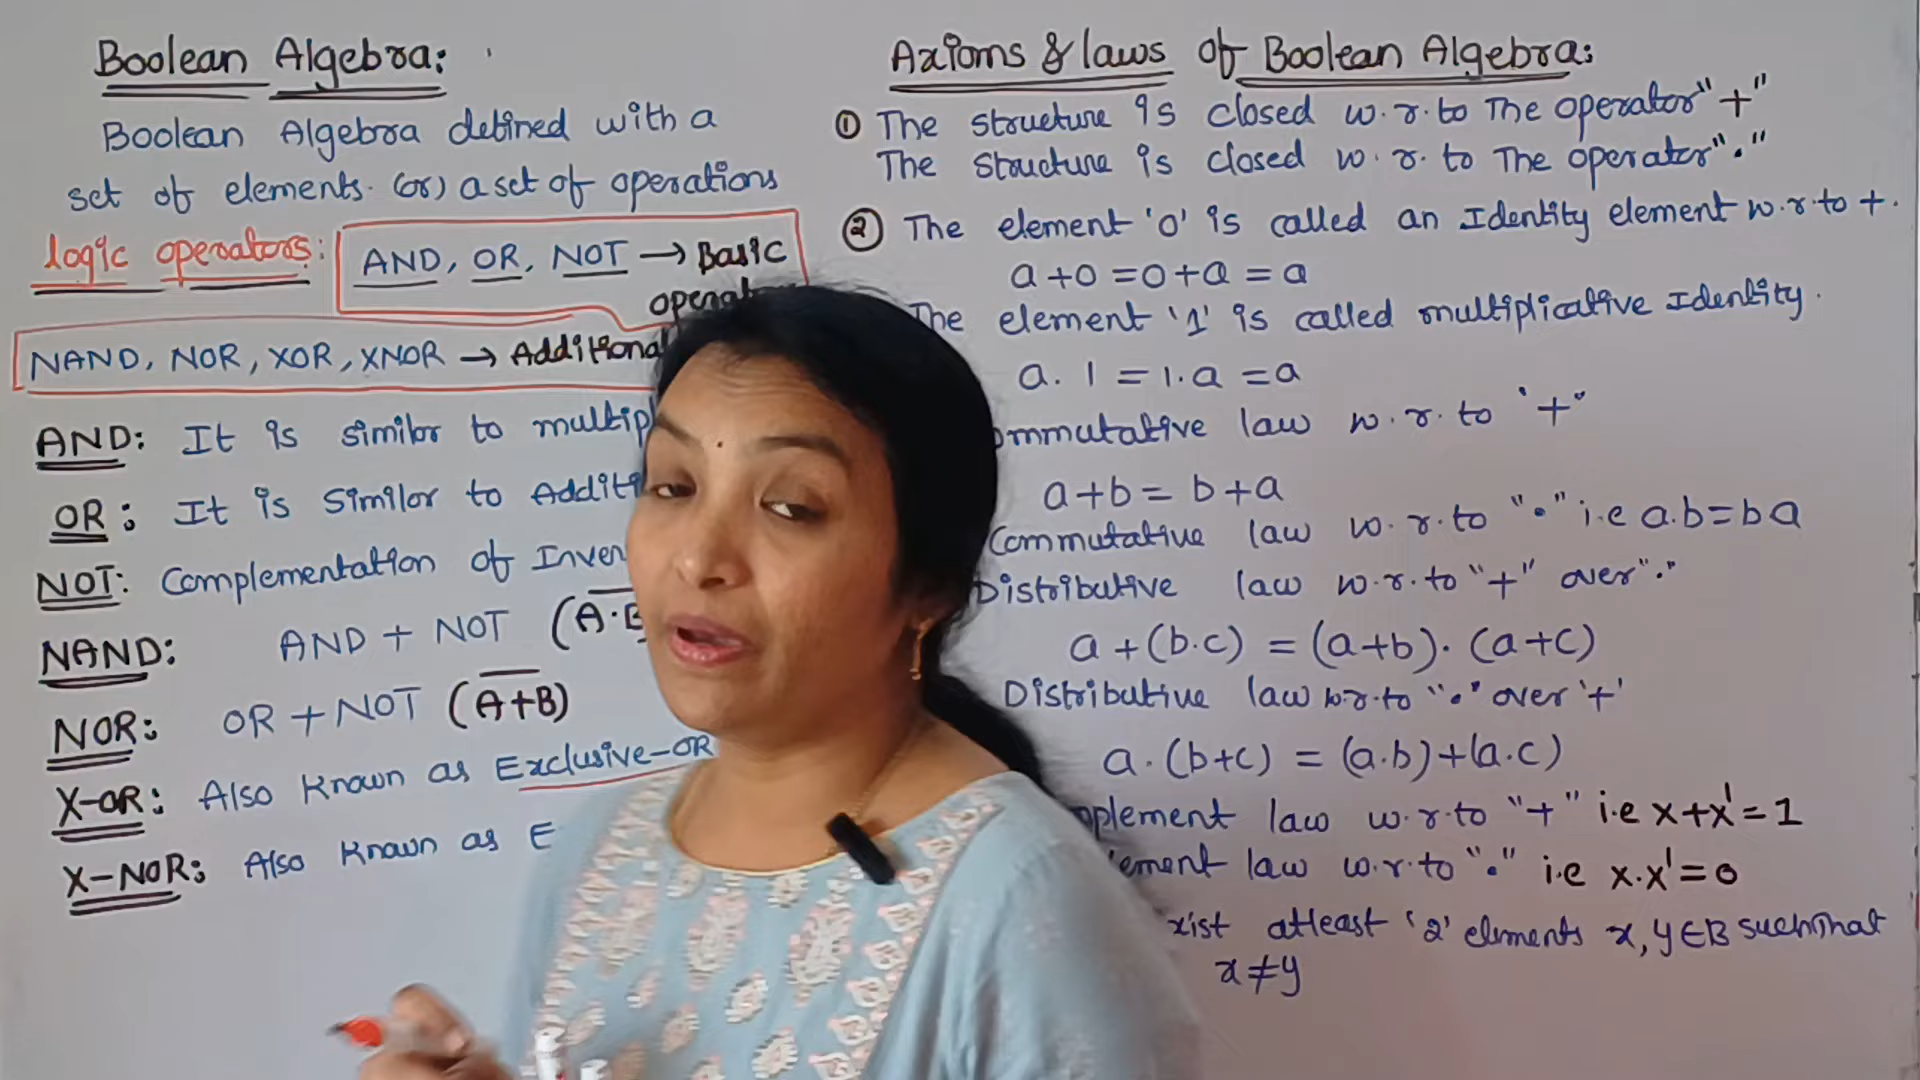 Boolean Algebra:
Boolean Algebra defined with a
set of elements. (or) a set of operations
logic operators:
AND, OR, NOT → Basic
NAND, NOR, XOR, XNOR → Additional
AND: It is similar to
OR: It is Similar to
NOT: Complementation of
NAND: AND + NOT
NOR: OR + NOT (A̅+̅B̅)
X-OR: Also Known as Exclusive-OR
X-NOR: Also Known as
Axioms & laws of Boolean Algebra:
① The structure is closed w.r.to The operator "+"
The structure is closed w.r.to The operator "."
② The element '0' is called an Identity element w.r.to +.
a+0=0+a=a
The element '1' is called multiplicative Identity.
a.1=1.a=a
law w.r.to '+'
a+b=b+a
Commutative law w.r.to "." i.e a.b=ba
Distributive law w.r.to "+" over "."
a+(b.c) = (a+b).(a+c)
Distributive law w.r.to "." over '+'
a.(b+c) = (a.b)+(a.c)
law w.r.to "+" i.e x+x'=1
law w.r.to "." i.e x.x'=0
atleast '2' elements x,y∈B such that
x≠y